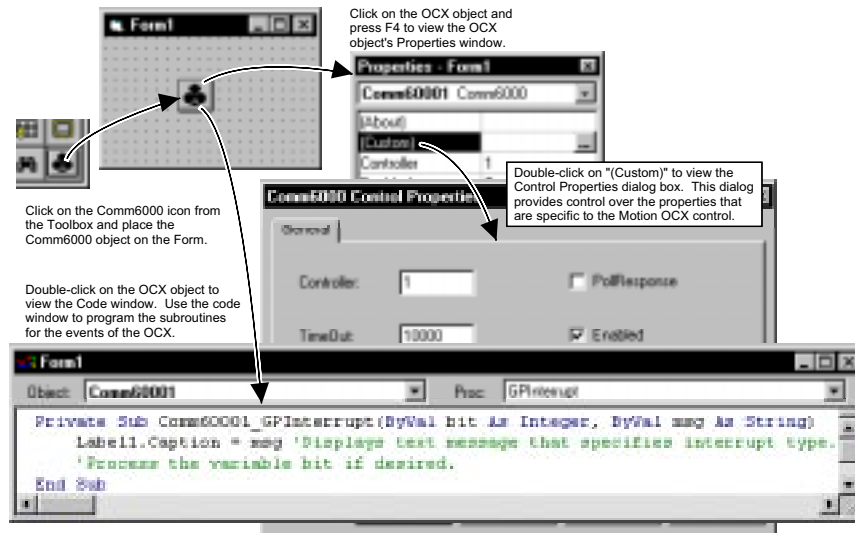 Form1
Click on the OCX object and
press F4 to view the OCX
object's Properties window.
Properties - Form1
Comm60001 Comm6000
(About)
(Custom)
...
Controller 1
Double-click on "(Custom)" to view the
Control Properties dialog box. This dialog
provides control over the properties that
are specific to the Motion OCX control.
Click on the Comm6000 icon from
the Toolbox and place the
Comm6000 object on the Form.
Comm6000 Control Properties
General
Controller: 1
PollResponse
TimeOut: 10000
Enabled
Double-click on the OCX object to
view the Code window. Use the code
window to program the subroutines
for the events of the OCX.
Form1
Object: Comm60001 Proc: GPInterrupt
Private Sub Comm60001_GPInterrupt(ByVal bit As Integer, ByVal msg As String)
Label1.Caption = msg 'Displays text message that specifies interrupt type.
'Process the variable bit if desired.
End Sub